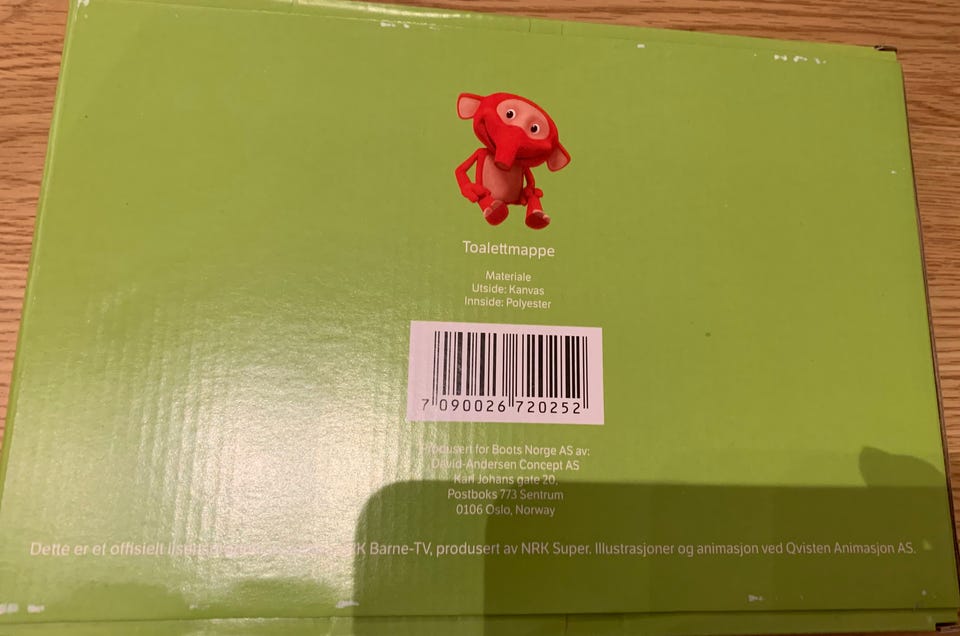 Toalettmappe
Materiale
Utside: Kanvas
Innside: Polyester
7 090026 720252
Produsert for Boots Norge AS av:
David-Andersen Concept AS
Karl Johans gate 20,
Postboks 773 Sentrum
0106 Oslo, Norway
Dette er et offisielt Barne-TV, produsert av NRK Super. Illustrasjoner og animasjon ved Qvisten Animasjon AS.